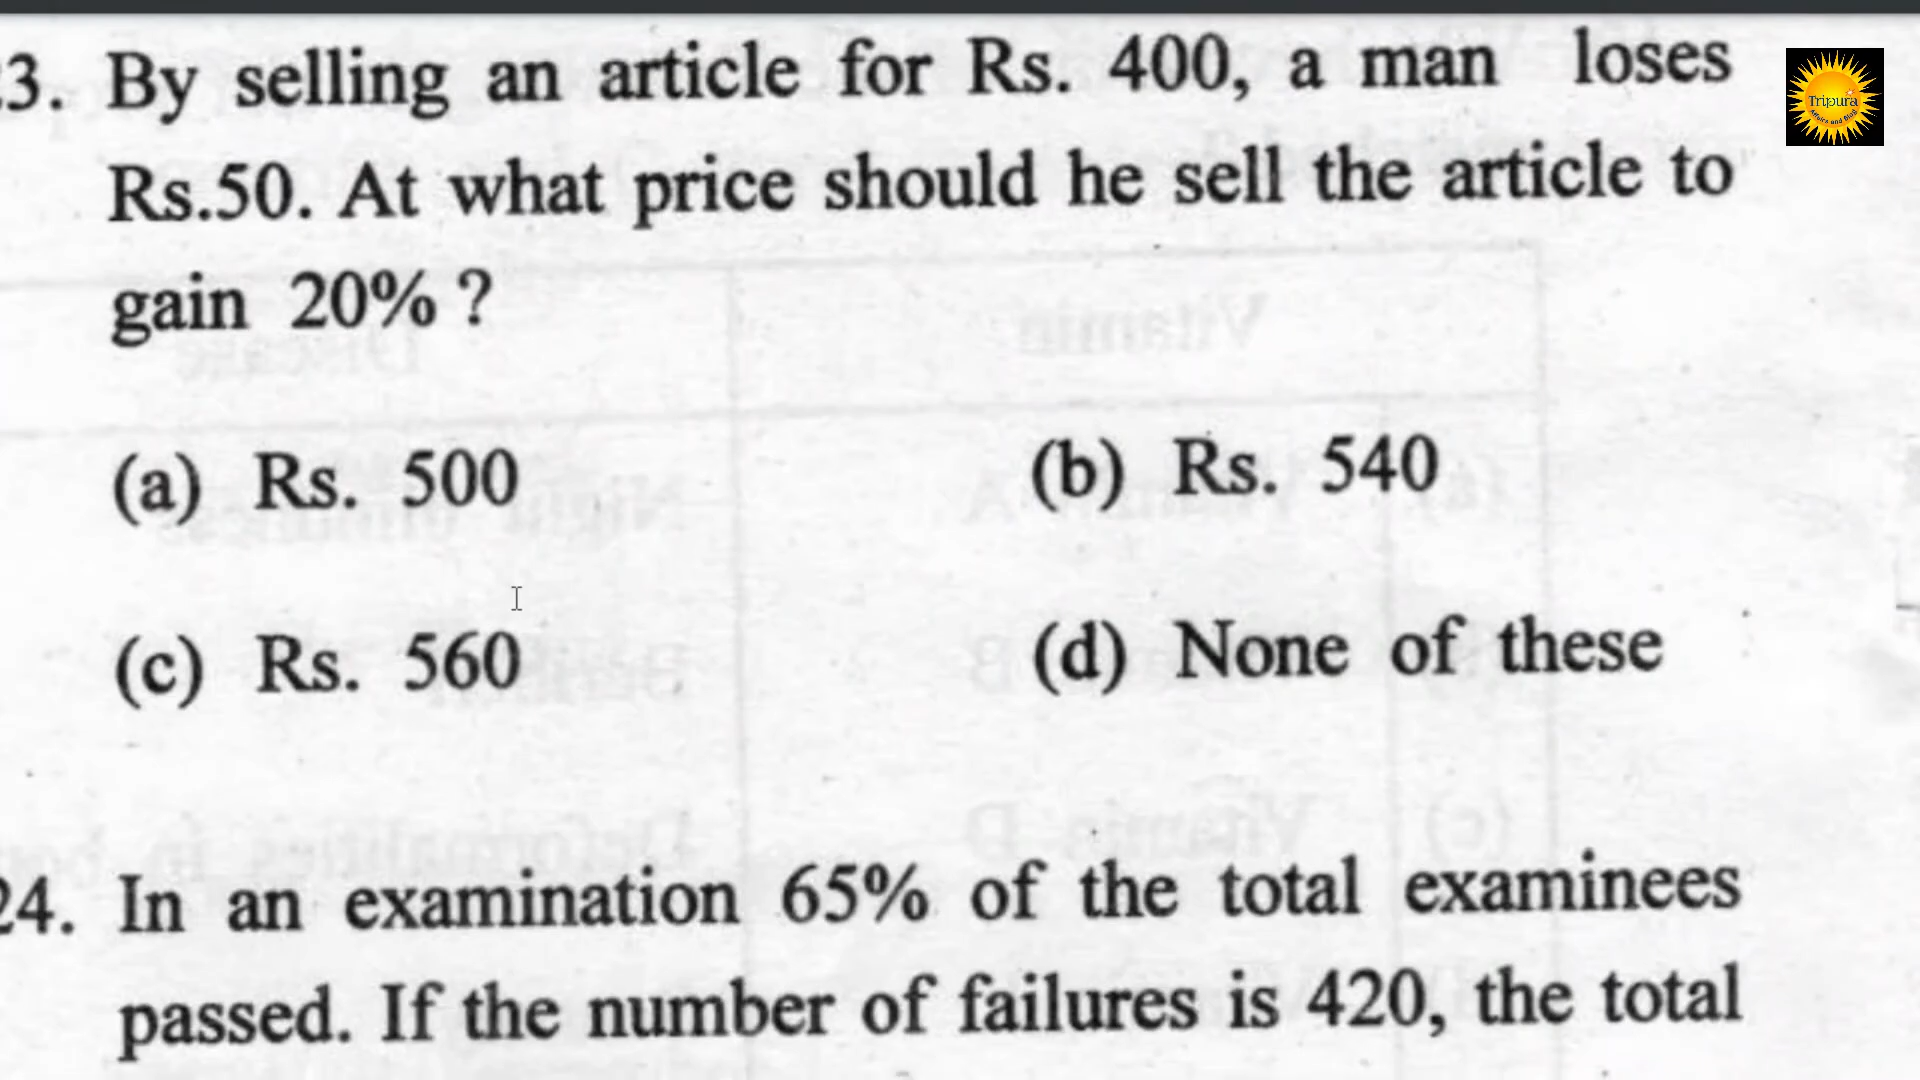 3. By selling an article for Rs. 400, a man loses
Rs.50. At what price should he sell the article to
gain 20% ?
(a) Rs. 500
(b) Rs. 540
(c) Rs. 560
(d) None of these
24. In an examination 65% of the total examinees
passed. If the number of failures is 420, the total
Tripura